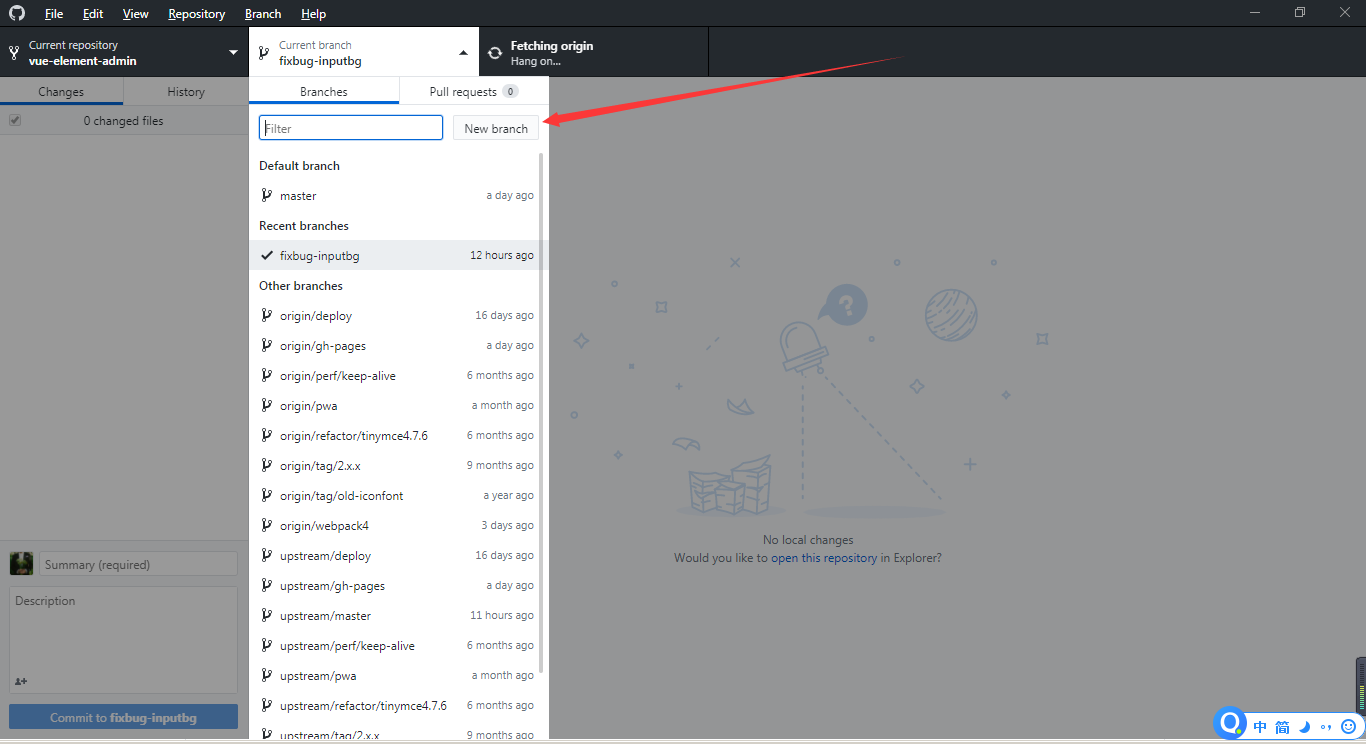 File Edit View Repository Branch Help
Current repository
vue-element-admin
Current branch
fixbug-inputbg
Fetching origin
Hang on...
Changes History
0 changed files
Branches Pull requests 0
Filter New branch
Default branch
master a day ago
Recent branches
fixbug-inputbg 12 hours ago
Other branches
origin/deploy 16 days ago
origin/gh-pages a day ago
origin/perf/keep-alive 6 months ago
origin/pwa a month ago
origin/refactor/tinymce4.7.6 6 months ago
origin/tag/2.x.x 9 months ago
origin/tag/old-iconfont a year ago
origin/webpack4 3 days ago
upstream/deploy 16 days ago
upstream/gh-pages a day ago
upstream/master 11 hours ago
upstream/perf/keep-alive 6 months ago
upstream/pwa a month ago
upstream/refactor/tinymce4.7.6 6 months ago
upstream/tag/2.x.x 9 months ago
?
No local changes
Would you like to open this repository in Explorer?
Summary (required)
Description
Commit to fixbug-inputbg
中 简